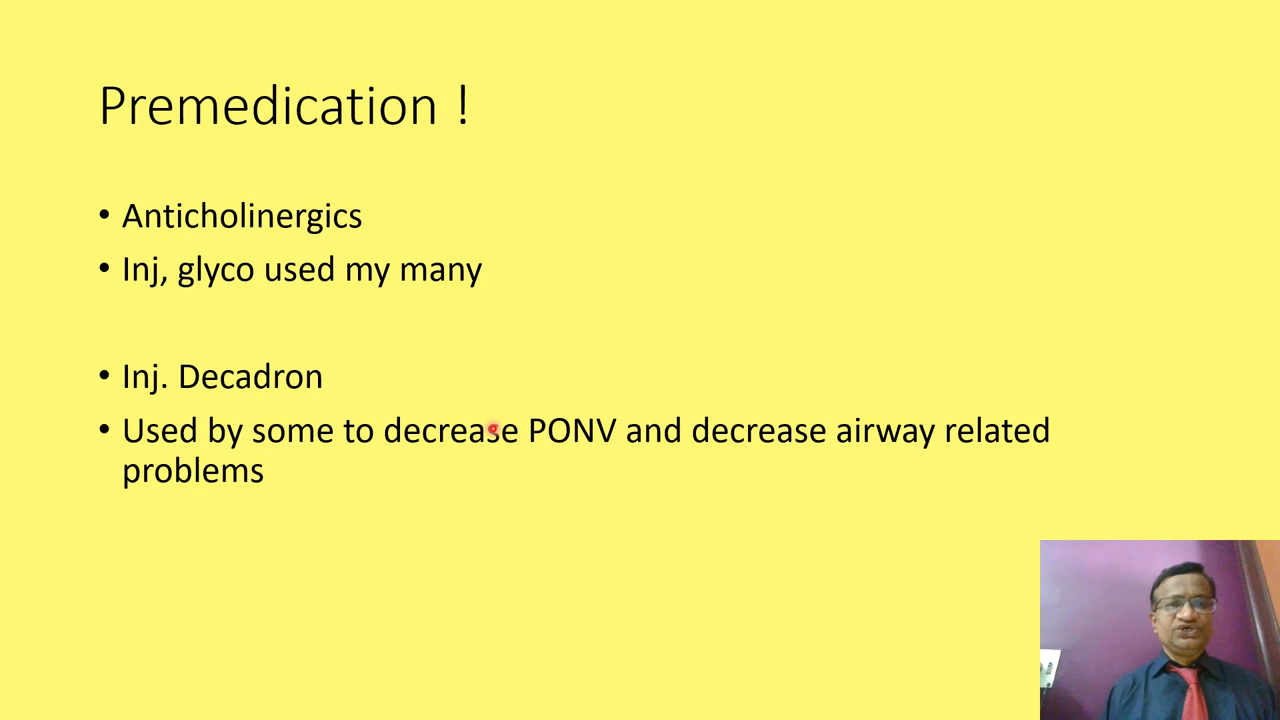 Premedication !
• Anticholinergics
• Inj, glyco used my many
• Inj. Decadron
• Used by some to decrease PONV and decrease airway related
problems